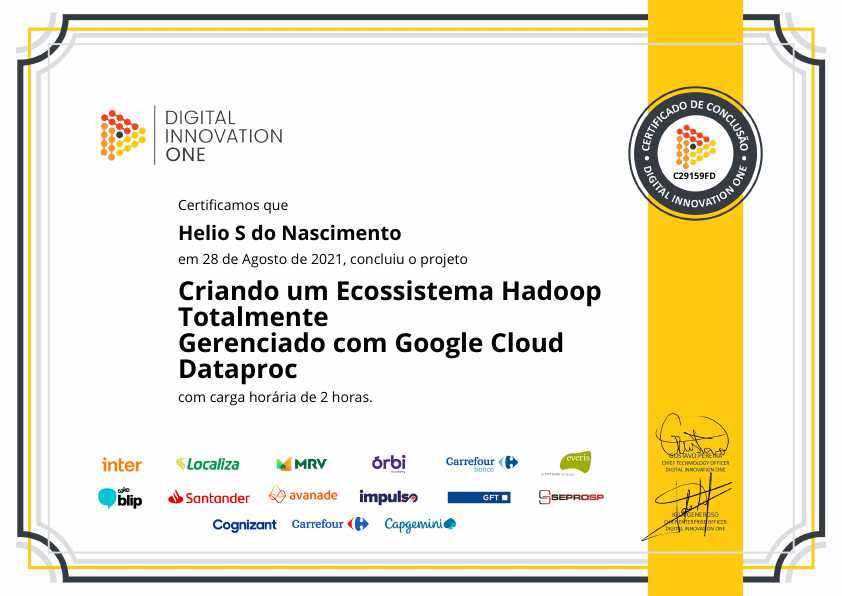 DIGITAL
INNOVATION
ONE
CERTIFICADO DE CONCLUSÃO
C29159FD
DIGITAL INNOVATION ONE
Certificamos que
Helio S do Nascimento
em 28 de Agosto de 2021, concluiu o projeto
Criando um Ecossistema Hadoop
Totalmente
Gerenciado com Google Cloud
Dataproc
com carga horária de 2 horas.
inter
Localiza
MRV
órbi
Carrefour
banco
everis
blip
Santander
avanade
impulso
GFT
SEPROSP
Cognizant
Carrefour
Capgemini
GUSTAVO PEREIRA
CHIEF TECHNOLOGY OFFICER
DIGITAL INNOVATION ONE
GENEROSO
OFFICER
DIGITAL INNOVATION ONE